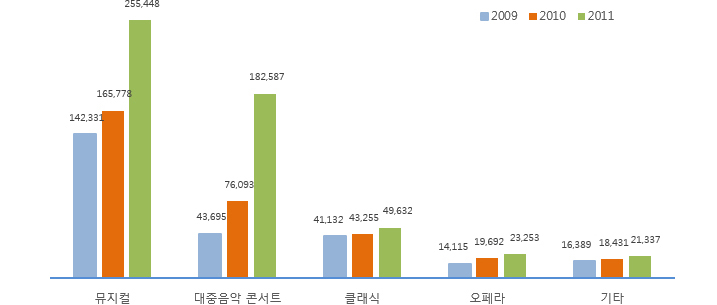 255,448
2009 2010 2011
182,587
165,778
142,331
76,093
43,695
41,132 43,255 49,632
14,115 19,692 23,253
16,389 18,431 21,337
뮤지컬 대중음악 콘서트 클래식 오페라 기타